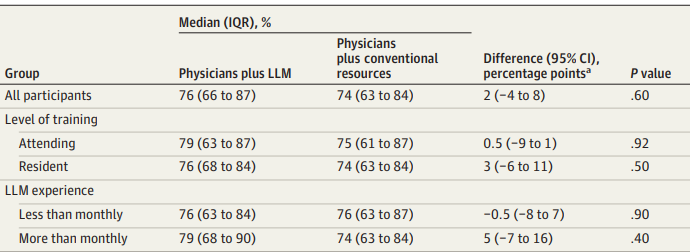 Median (IQR), %
Group Physicians plus LLM Physicians plus conventional resources Difference (95% CI), percentage pointsᵃ P value
All participants 76 (66 to 87) 74 (63 to 84) 2 (−4 to 8) .60
Level of training
Attending 79 (63 to 87) 75 (61 to 87) 0.5 (−9 to 1) .92
Resident 76 (68 to 84) 74 (63 to 84) 3 (−6 to 11) .50
LLM experience
Less than monthly 76 (63 to 84) 76 (63 to 87) −0.5 (−8 to 7) .90
More than monthly 79 (68 to 90) 74 (63 to 84) 5 (−7 to 16) .40